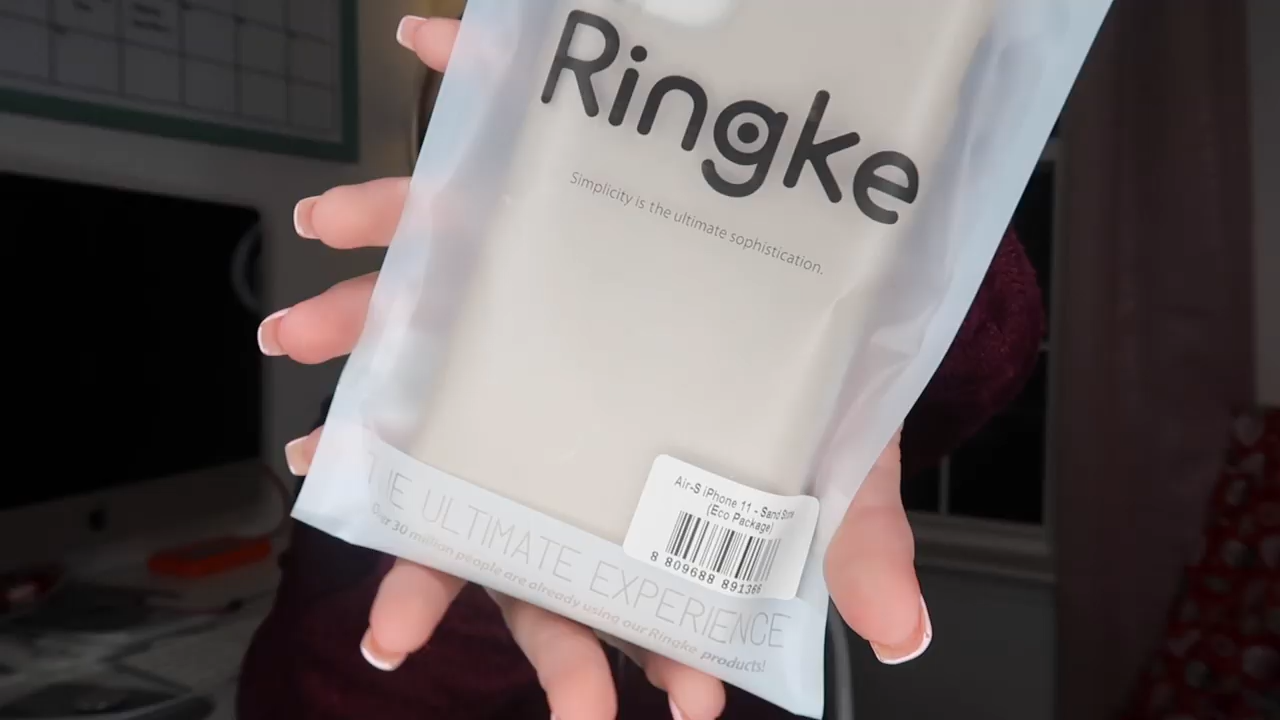 Ringke
Simplicity is the ultimate sophistication.
Air-S iPhone 11 - Sand Stone
(Eco Package)
8 809688 891366
THE ULTIMATE EXPERIENCE
Over 30 million people are already using our Ringke products!